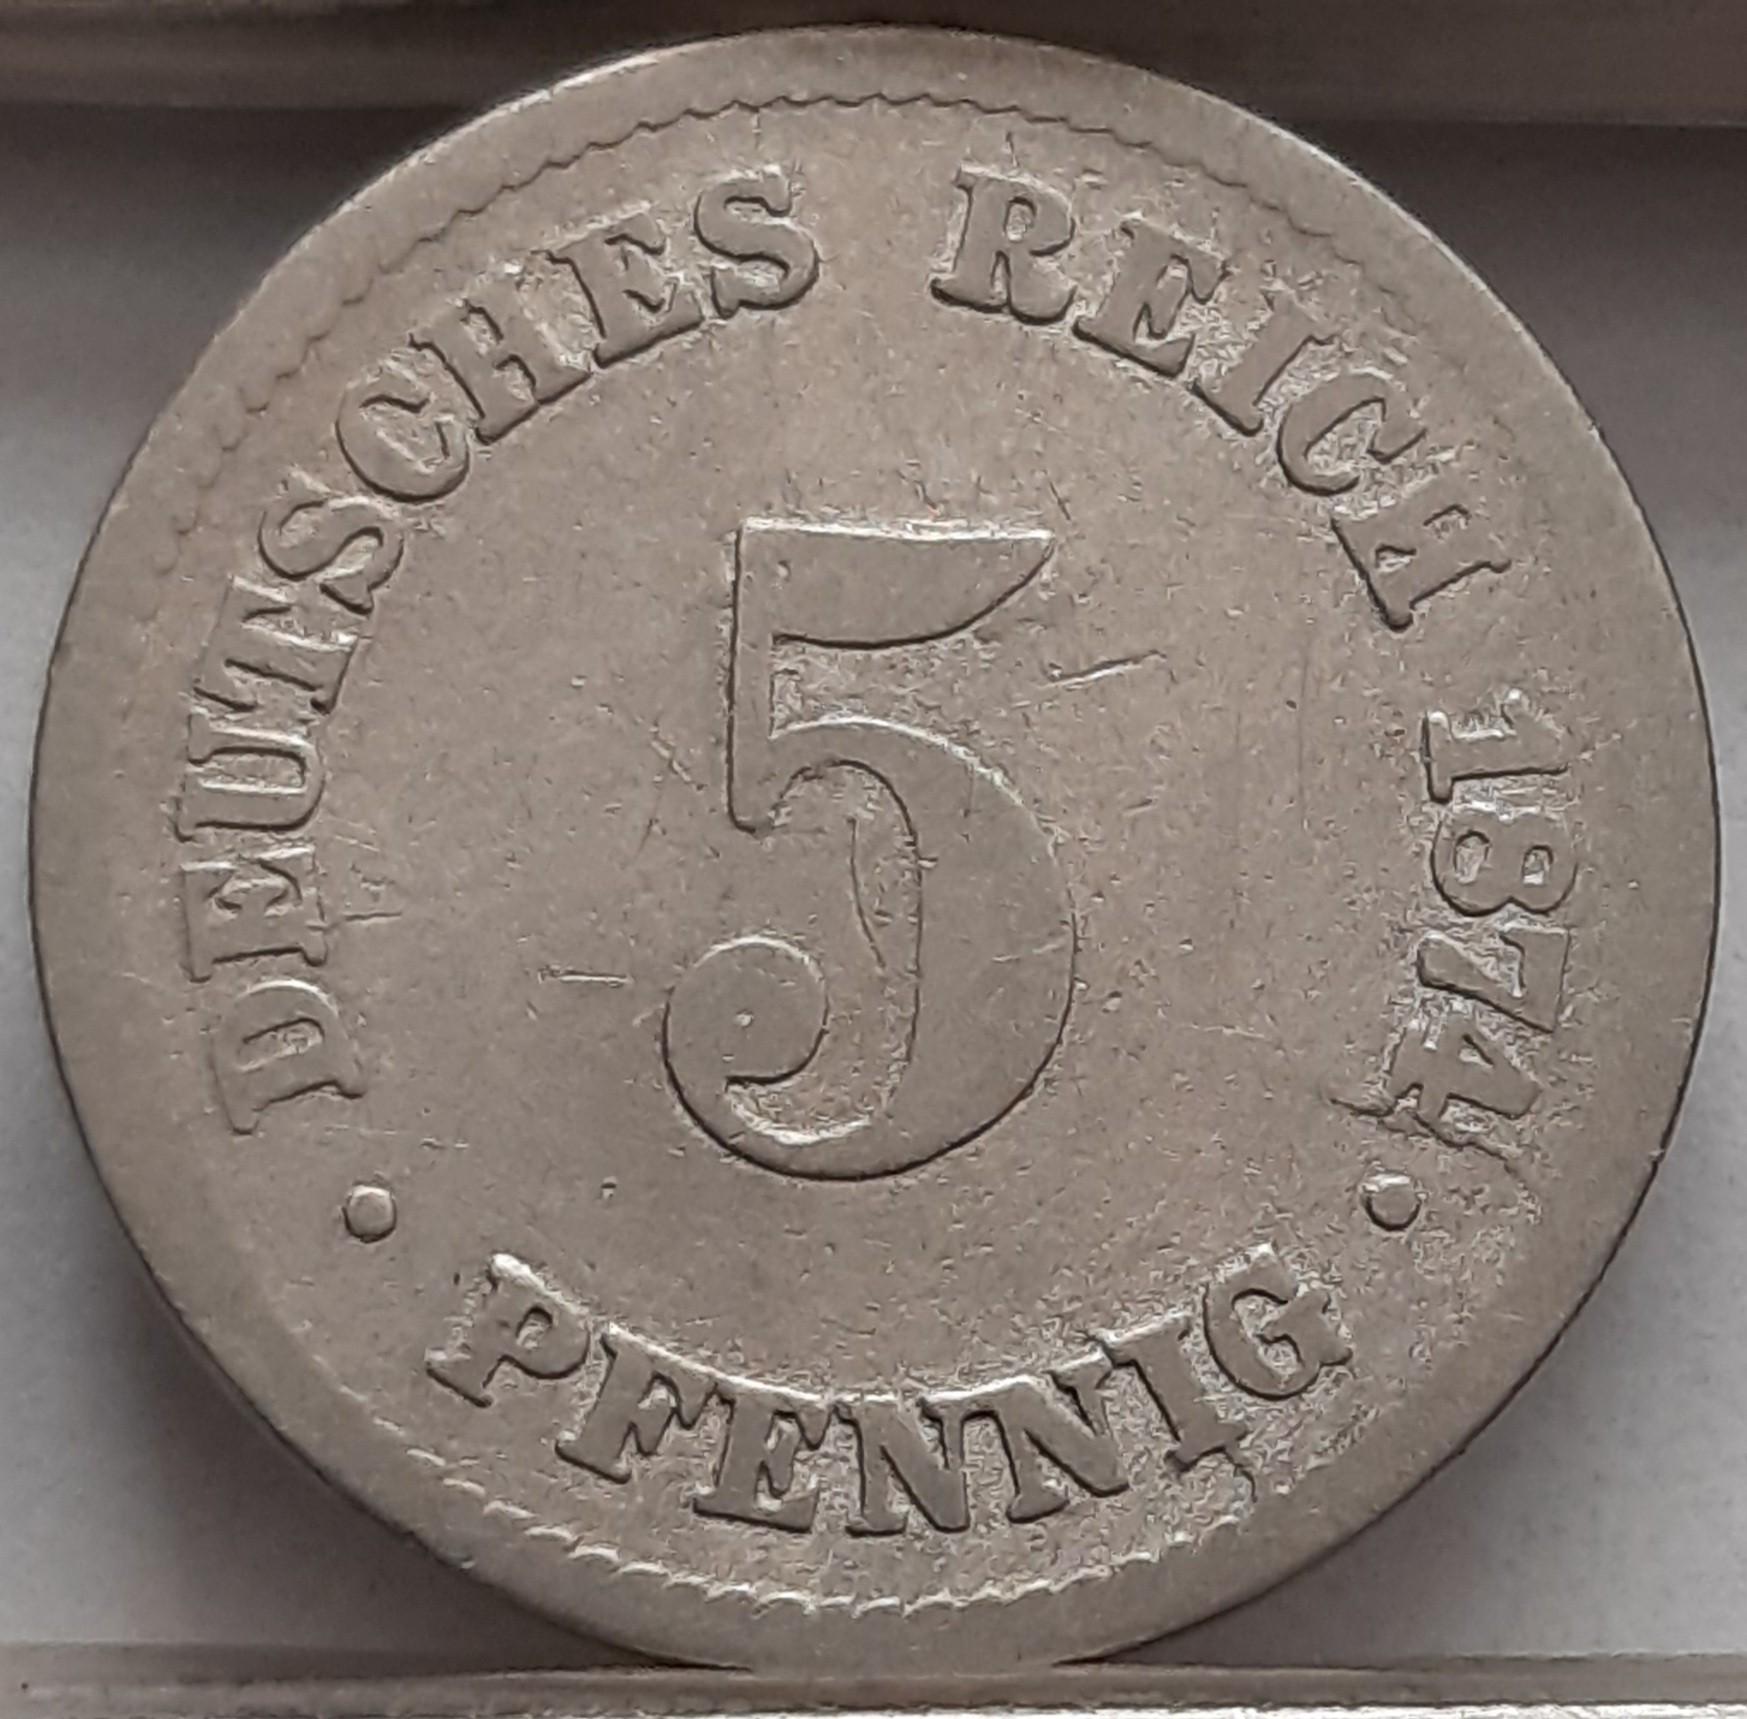 DEUTSCHES REICH 1874
5
• PFENNIG •